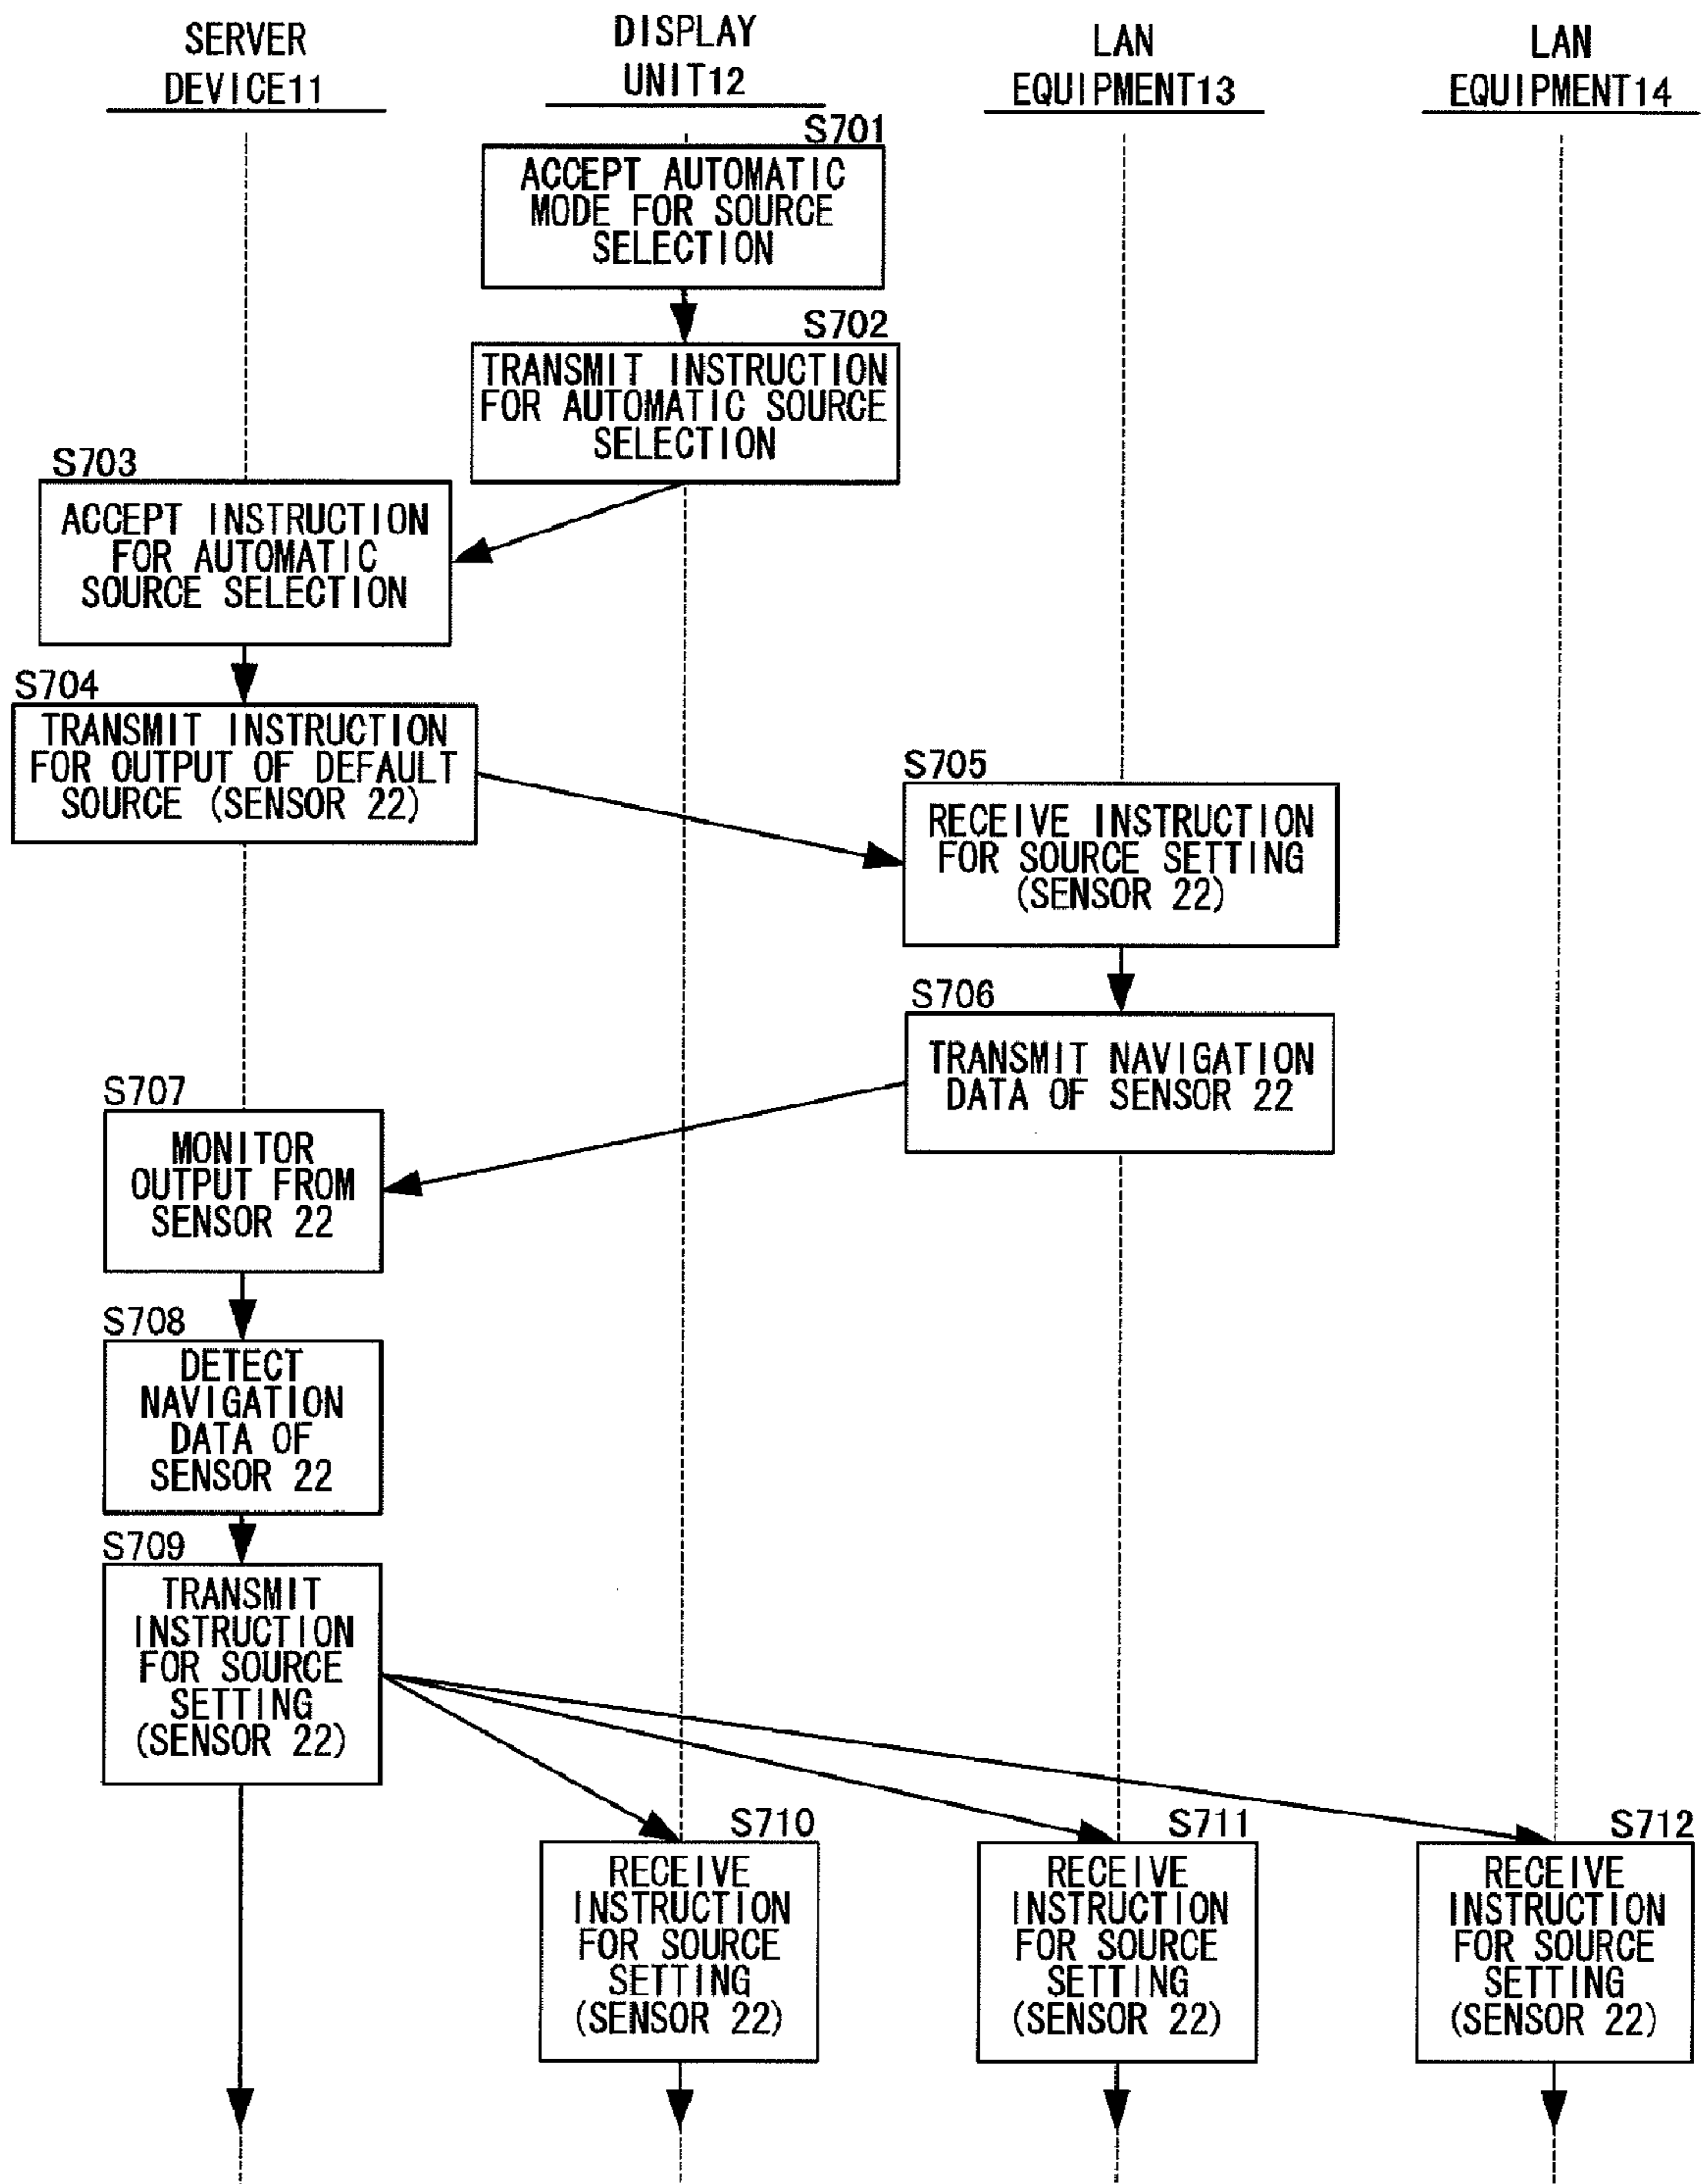 SERVER
DEVICE11
DISPLAY
UNIT12
LAN
EQUIPMENT13
LAN
EQUIPMENT14
S701
ACCEPT AUTOMATIC
MODE FOR SOURCE
SELECTION
S702
TRANSMIT INSTRUCTION
FOR AUTOMATIC SOURCE
SELECTION
S703
ACCEPT INSTRUCTION
FOR AUTOMATIC
SOURCE SELECTION
S704
TRANSMIT INSTRUCTION
FOR OUTPUT OF DEFAULT
SOURCE (SENSOR 22)
S705
RECEIVE INSTRUCTION
FOR SOURCE SETTING
(SENSOR 22)
S706
TRANSMIT NAVIGATION
DATA OF SENSOR 22
S707
MONITOR
OUTPUT FROM
SENSOR 22
S708
DETECT
NAVIGATION
DATA OF
SENSOR 22
S709
TRANSMIT
INSTRUCTION
FOR SOURCE
SETTING
(SENSOR 22)
S710
RECEIVE
INSTRUCTION
FOR SOURCE
SETTING
(SENSOR 22)
S711
RECEIVE
INSTRUCTION
FOR SOURCE
SETTING
(SENSOR 22)
S712
RECEIVE
INSTRUCTION
FOR SOURCE
SETTING
(SENSOR 22)